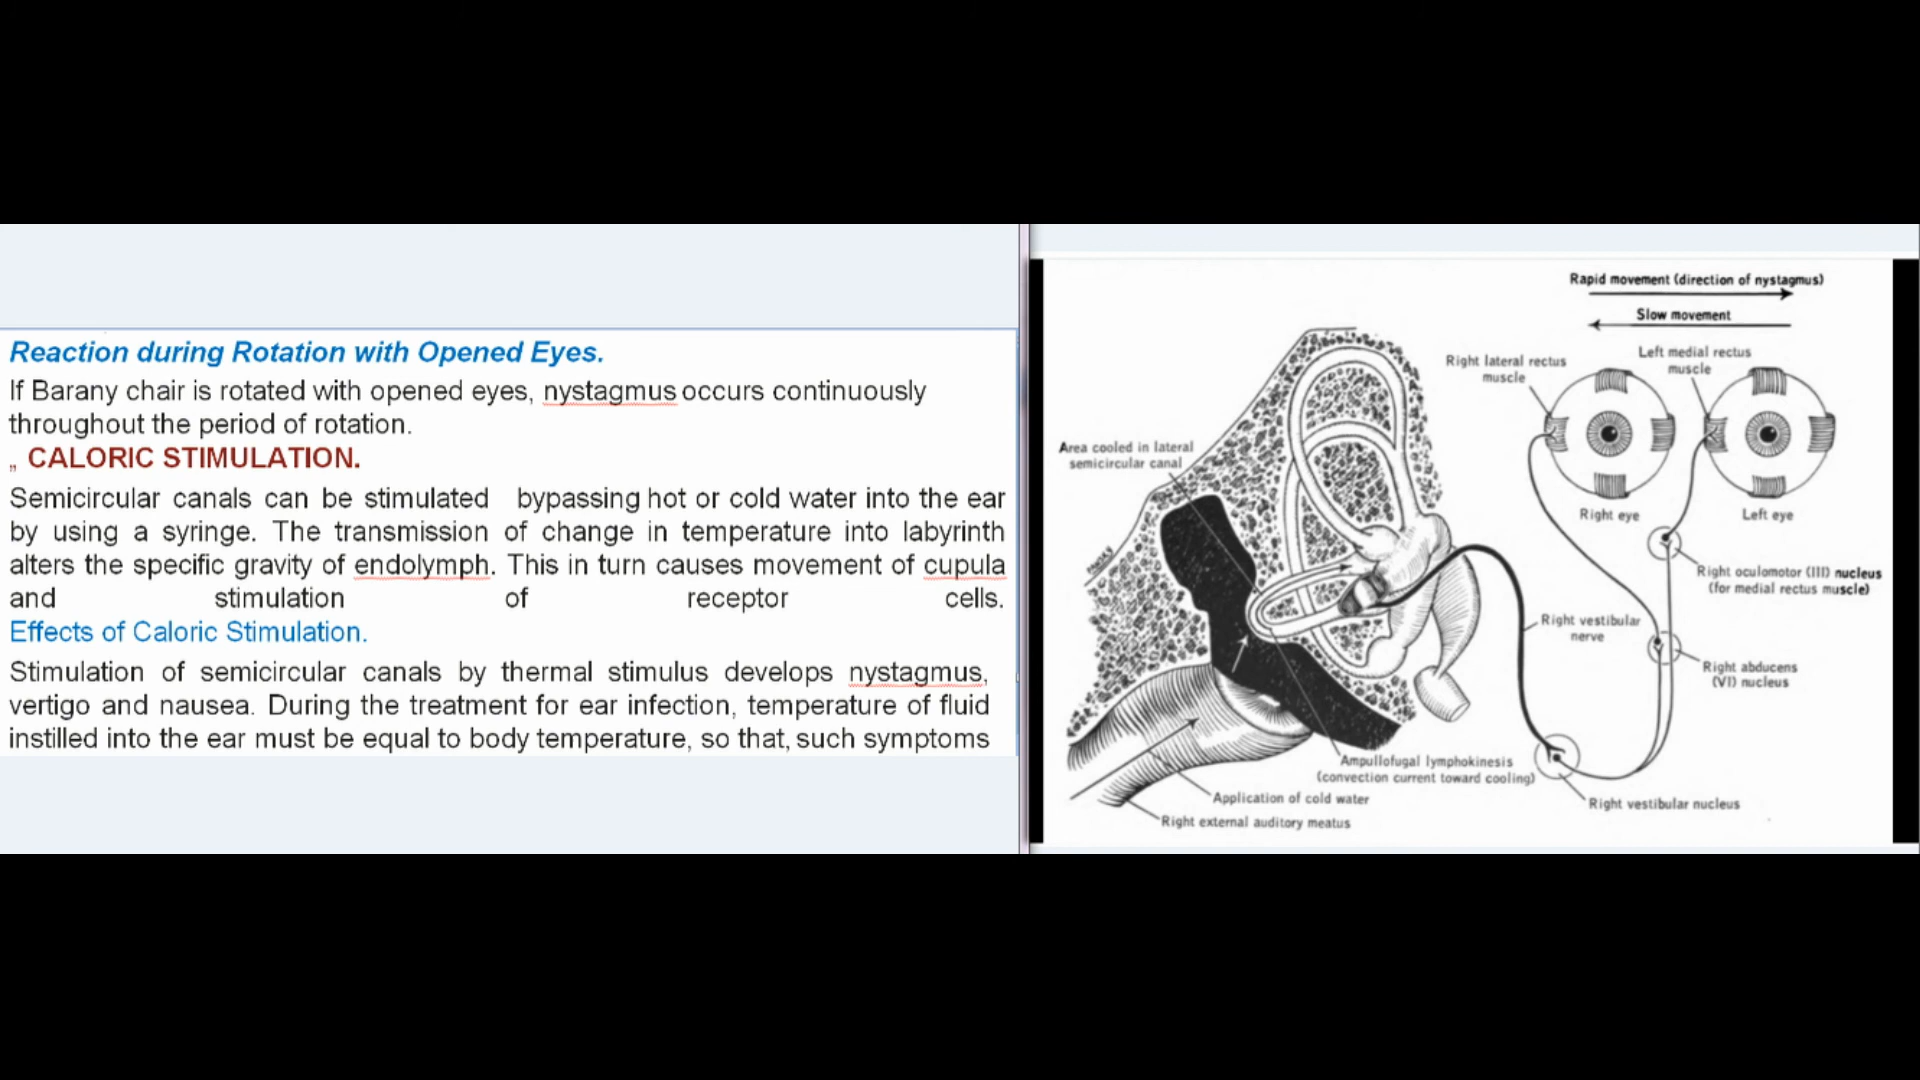 Reaction during Rotation with Opened Eyes.
If Barany chair is rotated with opened eyes, nystagmus occurs continuously
throughout the period of rotation.
„ CALORIC STIMULATION.
Semicircular canals can be stimulated bypassing hot or cold water into the ear
by using a syringe. The transmission of change in temperature into labyrinth
alters the specific gravity of endolymph. This in turn causes movement of cupula
and stimulation of receptor cells.
Effects of Caloric Stimulation.
Stimulation of semicircular canals by thermal stimulus develops nystagmus,
vertigo and nausea. During the treatment for ear infection, temperature of fluid
instilled into the ear must be equal to body temperature, so that, such symptoms
Rapid movement (direction of nystagmus)
Slow movement
Right lateral rectus
muscle
Left medial rectus
muscle
Area cooled in lateral
semicircular canal
Right eye
Left eye
Right oculomotor (III) nucleus
(for medial rectus muscle)
Right vestibular
nerve
Right abducens
(VI) nucleus
Ampullofugal lymphokinesis
(convection current toward cooling)
Application of cold water
Right vestibular nucleus
Right external auditory meatus